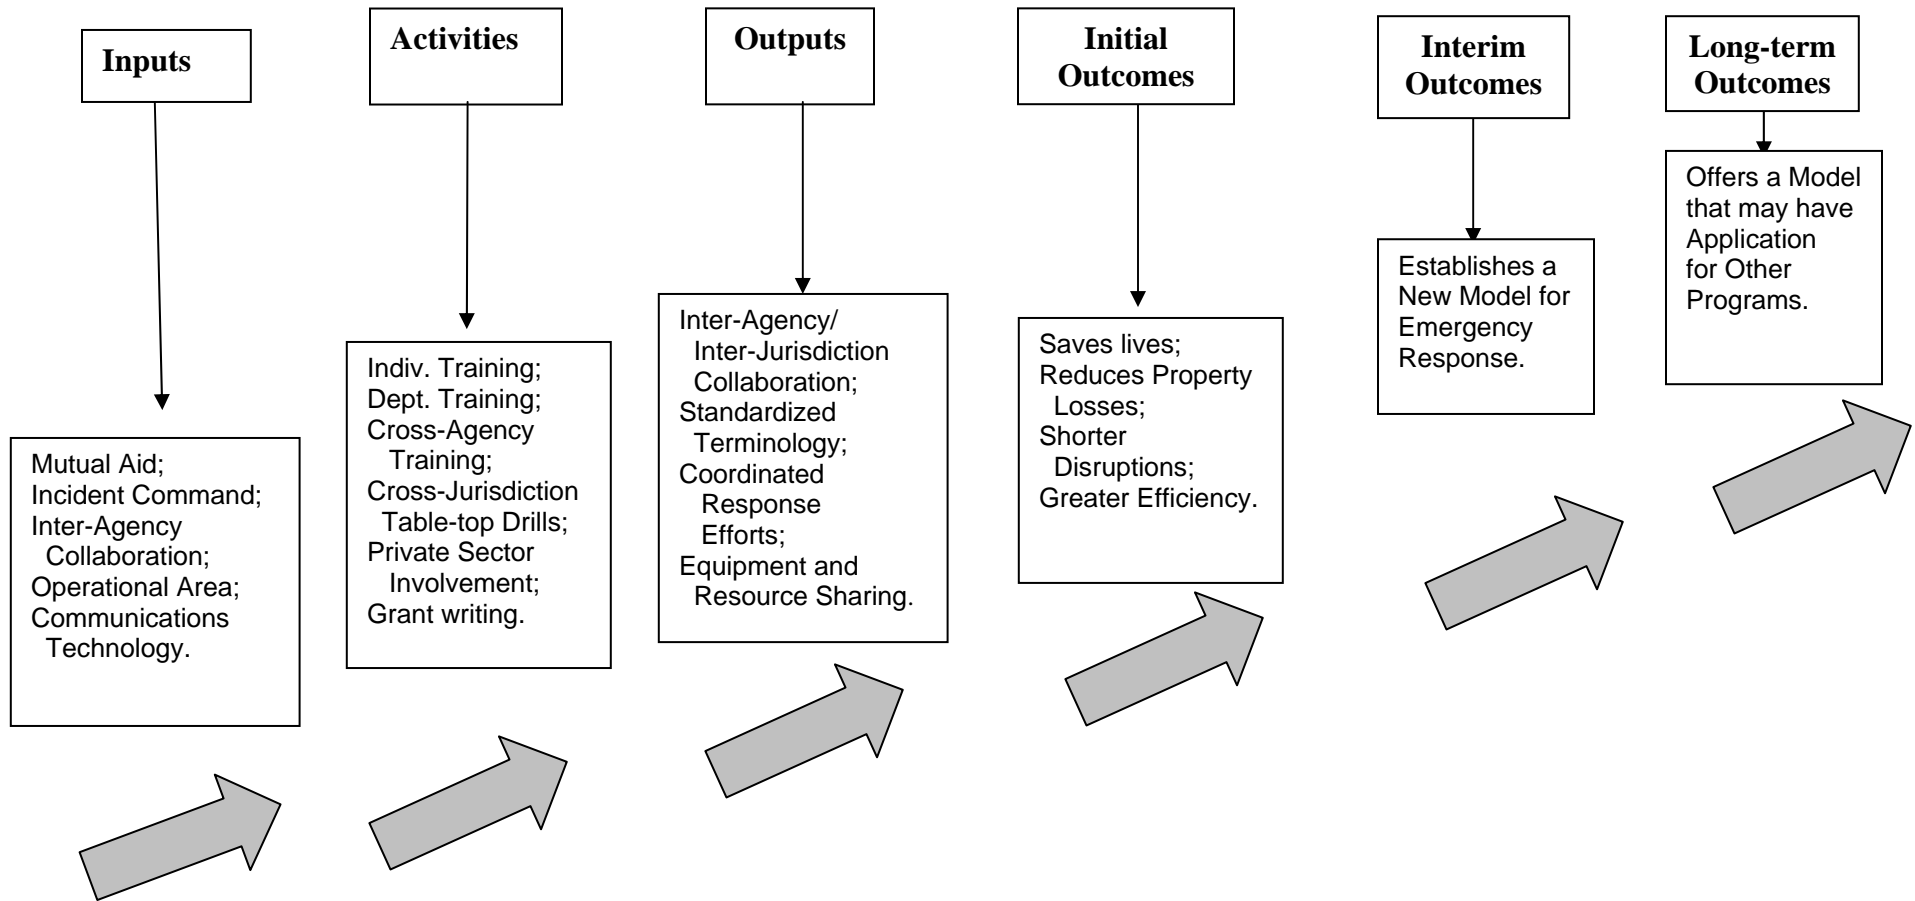 Inputs
Mutual Aid;
Incident Command;
Inter-Agency
Collaboration;
Operational Area;
Communications
Technology.
Activities
Indiv. Training;
Dept. Training;
Cross-Agency
Training;
Cross-Jurisdiction
Table-top Drills;
Private Sector
Involvement;
Grant writing.
Outputs
Inter-Agency/
Inter-Jurisdiction
Collaboration;
Standardized
Terminology;
Coordinated
Response
Efforts;
Equipment and
Resource Sharing.
Initial
Outcomes
Saves lives;
Reduces Property
Losses;
Shorter
Disruptions;
Greater Efficiency.
Interim
Outcomes
Establishes a
New Model for
Emergency
Response.
Long-term
Outcomes
Offers a Model
that may have
Application
for Other
Programs.